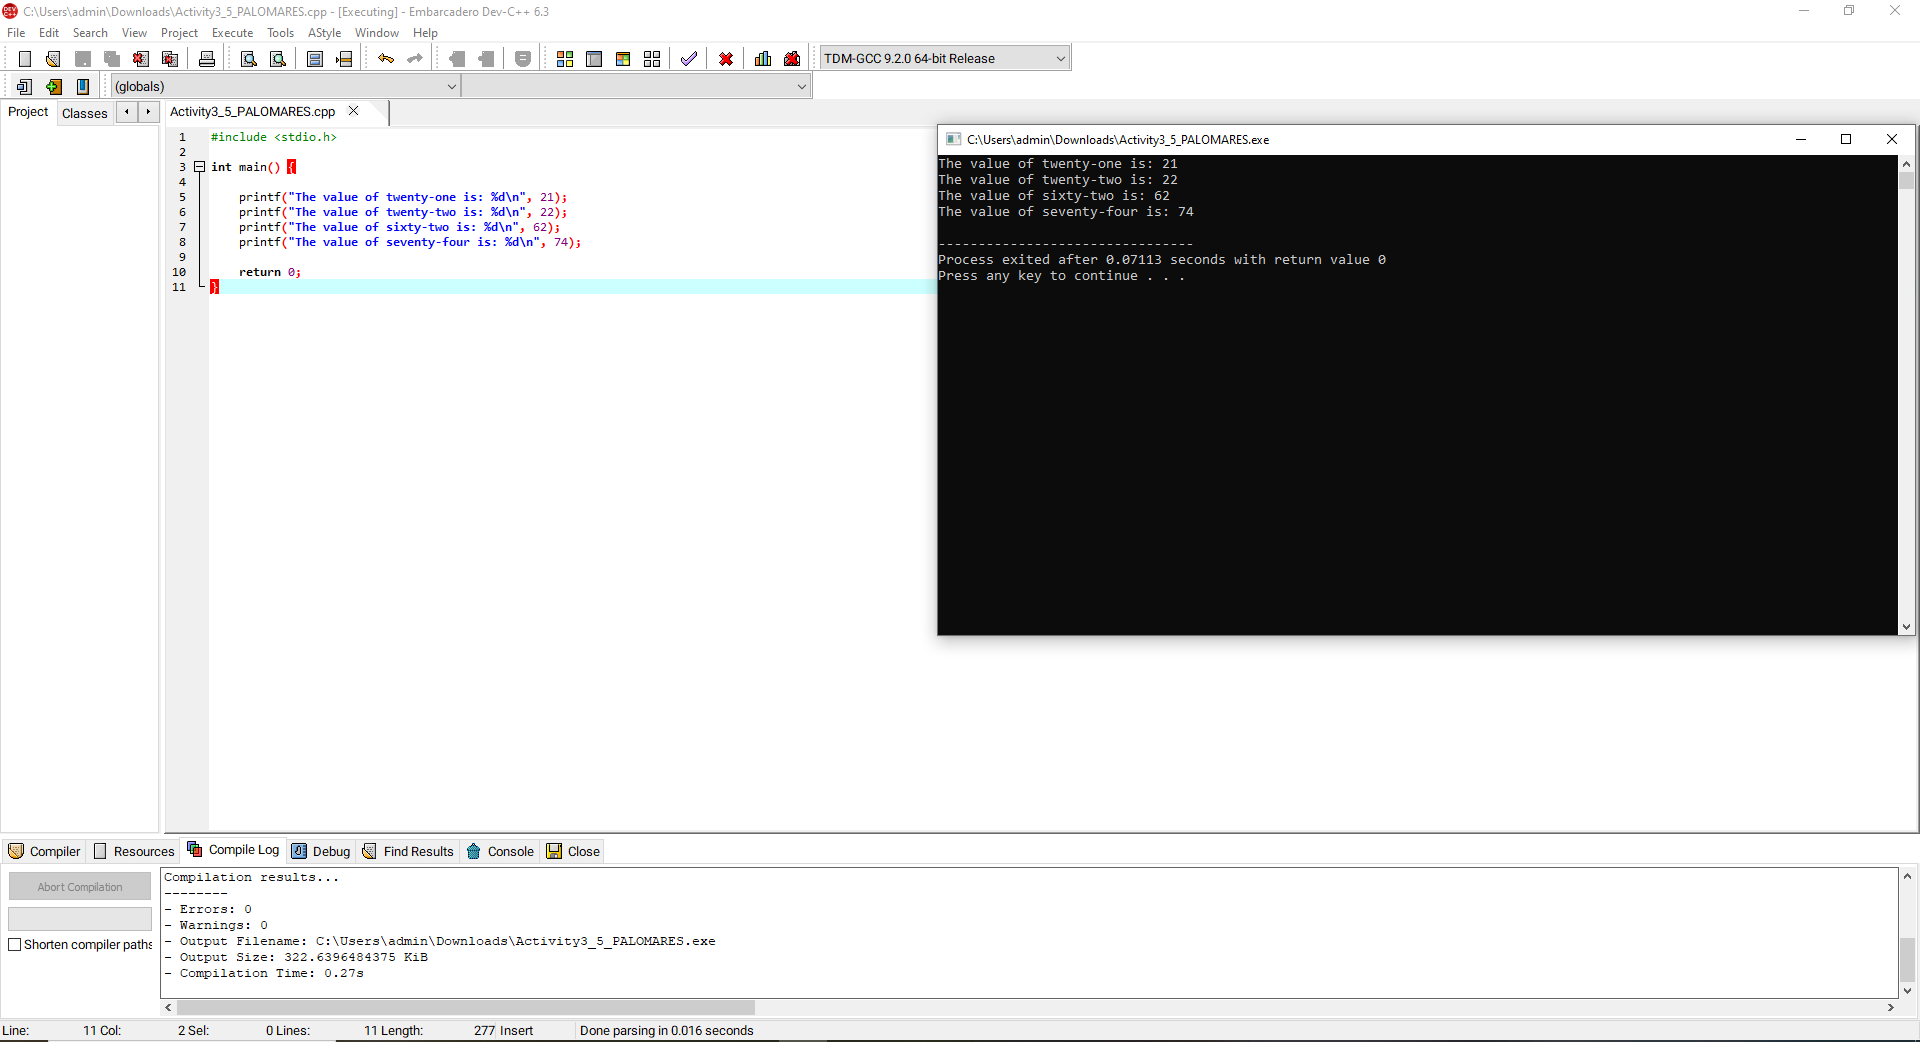 C:\Users\admin\Downloads\Activity3_5_PALOMARES.cpp - [Executing] - Embarcadero Dev-C++ 6.3
File Edit Search View Project Execute Tools AStyle Window Help
TDM-GCC 9.2.0 64-bit Release
(globals)
Project Classes
Activity3_5_PALOMARES.cpp
1 #include <stdio.h>
2
3 int main() {
4
5 printf("The value of twenty-one is: %d\n", 21);
6 printf("The value of twenty-two is: %d\n", 22);
7 printf("The value of sixty-two is: %d\n", 62);
8 printf("The value of seventy-four is: %d\n", 74);
9
10 return 0;
11 }
C:\Users\admin\Downloads\Activity3_5_PALOMARES.exe
The value of twenty-one is: 21
The value of twenty-two is: 22
The value of sixty-two is: 62
The value of seventy-four is: 74
--------------------------------
Process exited after 0.07113 seconds with return value 0
Press any key to continue . . .
Compiler Resources Compile Log Debug Find Results Console Close
Abort Compilation
Shorten compiler paths
Compilation results...
--------
- Errors: 0
- Warnings: 0
- Output Filename: C:\Users\admin\Downloads\Activity3_5_PALOMARES.exe
- Output Size: 322.6396484375 KiB
- Compilation Time: 0.27s
Line: 11 Col: 2 Sel: 0 Lines: 11 Length: 277 Insert Done parsing in 0.016 seconds